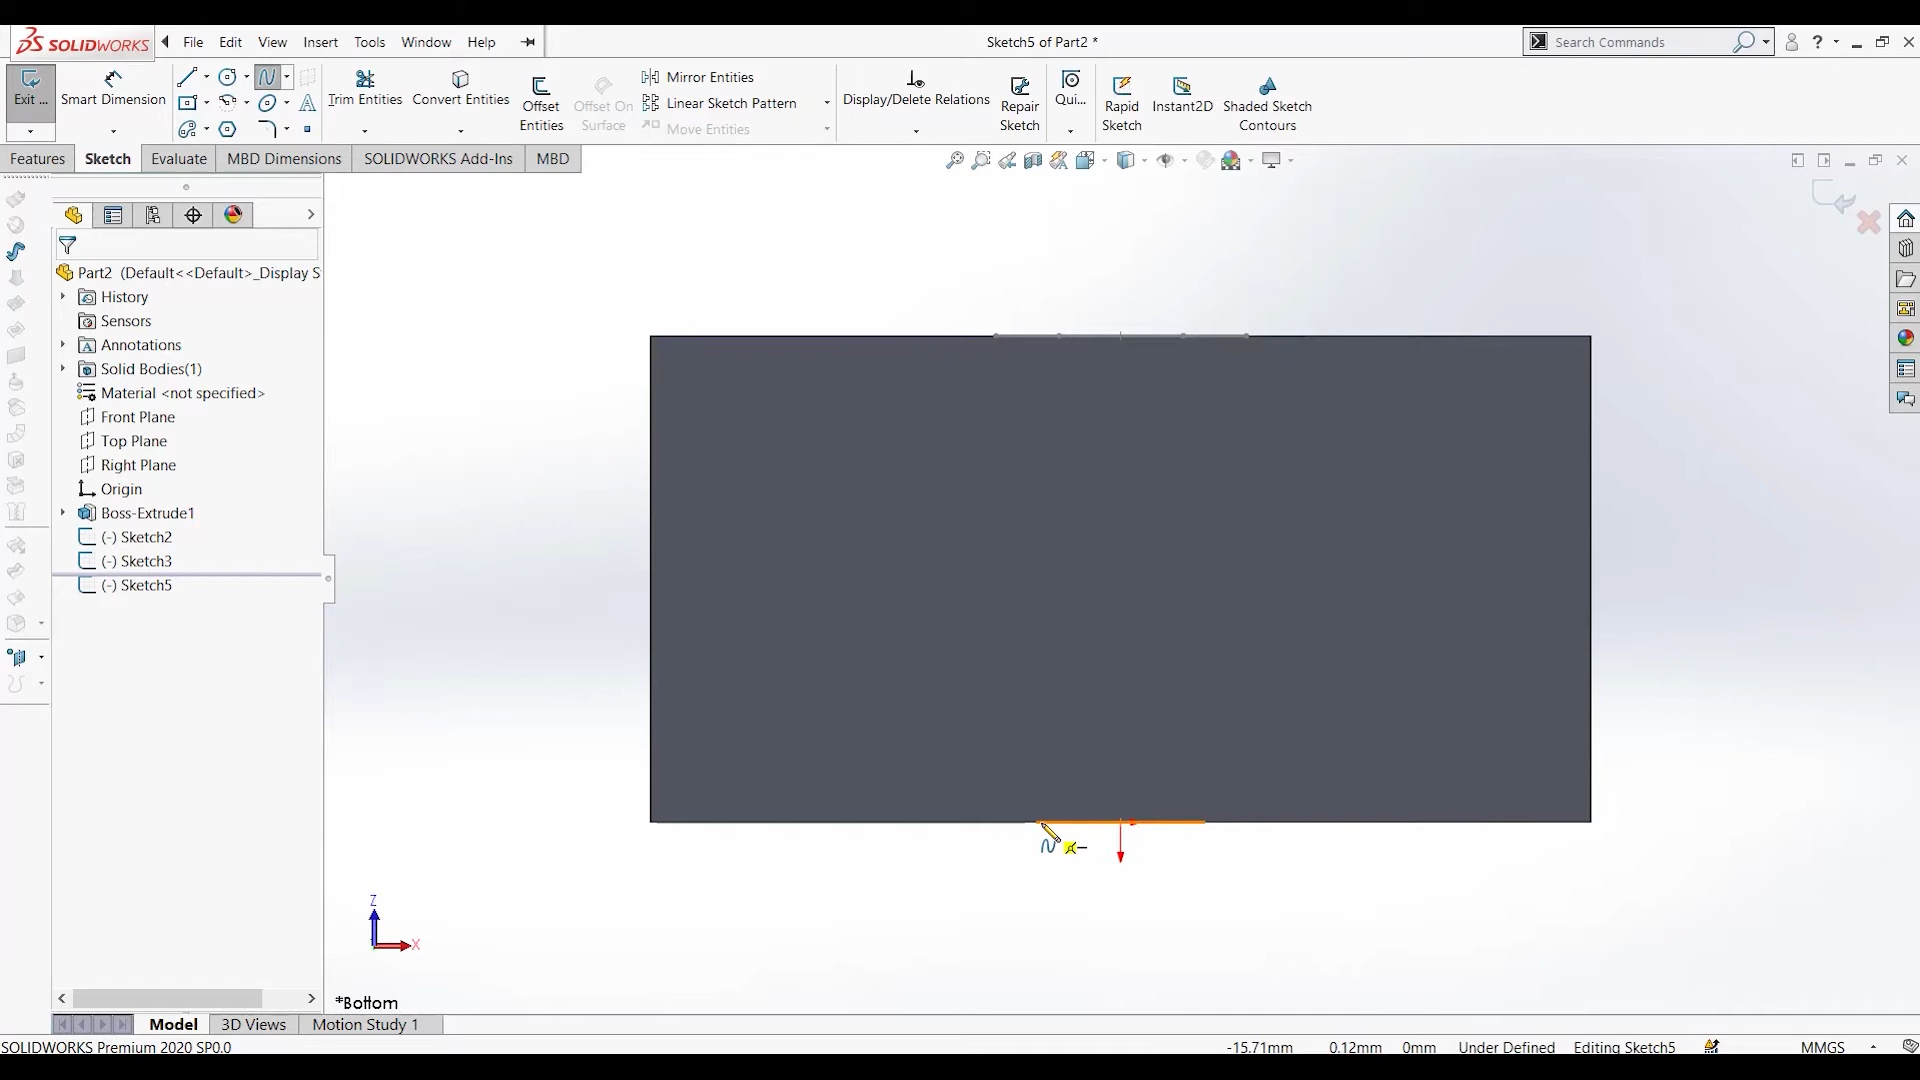 SOLIDWORKS File Edit View Insert Tools Window Help
Sketch5 of Part2 *
Search Commands
?
Exit ...
Smart Dimension
Trim Entities
Convert Entities
Offset Entities
Offset On Surface
Mirror Entities
Linear Sketch Pattern
Move Entities
Display/Delete Relations
Repair Sketch
Qui...
Rapid Sketch
Instant2D
Shaded Sketch Contours
Features Sketch Evaluate MBD Dimensions SOLIDWORKS Add-Ins MBD
Part2 (Default<<Default>_Display S
History
Sensors
Annotations
Solid Bodies(1)
Material <not specified>
Front Plane
Top Plane
Right Plane
Origin
Boss-Extrude1
(-) Sketch2
(-) Sketch3
(-) Sketch5
Z
X
*Bottom
Model 3D Views Motion Study 1
SOLIDWORKS Premium 2020 SP0.0
-15.71mm 0.12mm 0mm Under Defined Editing Sketch5 MMGS